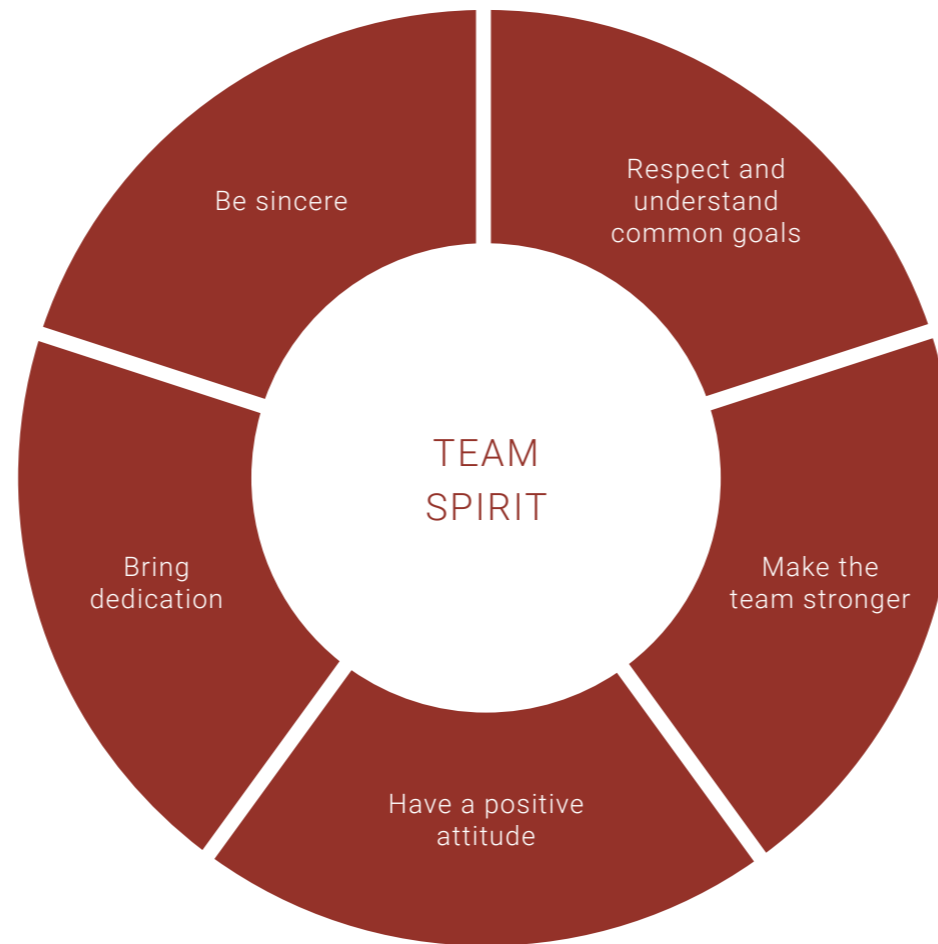 Be sincere
Respect and
understand
common goals
TEAM
SPIRIT
Bring
dedication
Make the
team stronger
Have a positive
attitude